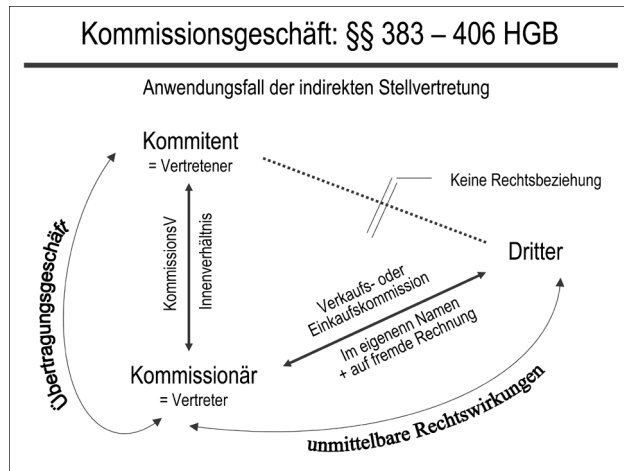 Kommissionsgeschäft: §§ 383 – 406 HGB
Anwendungsfall der indirekten Stellvertretung
Kommitent
= Vertretener
Keine Rechtsbeziehung
Dritter
Übertragungsgeschäft
KommissionsV
Innenverhältnis
Verkaufs- oder
Einkaufskommission
Im eigenenn Namen
+ auf fremde Rechnung
Kommissionär
= Vertreter
unmittelbare Rechtswirkungen